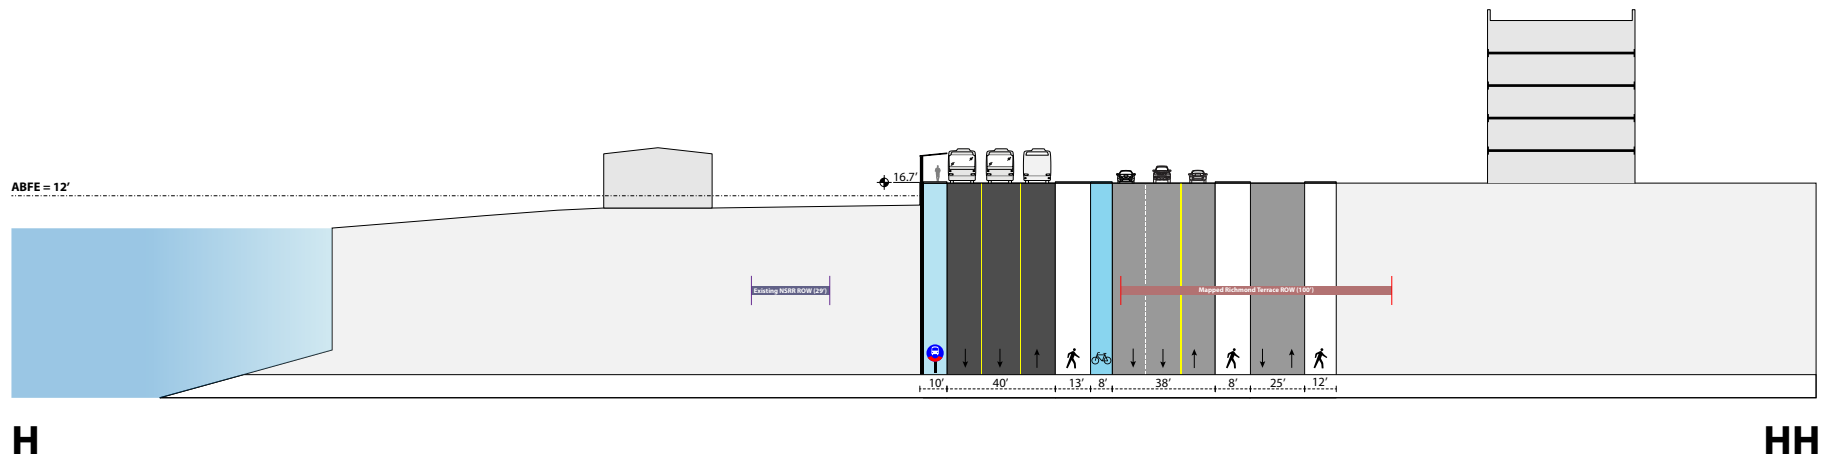 ABFE = 12’
16.7’
Existing NSRR ROW (29’)
Mapped Richmond Terrace ROW (100’)
10’ 40’ 13’ 8’ 38’ 8’ 25’ 12’
H HH